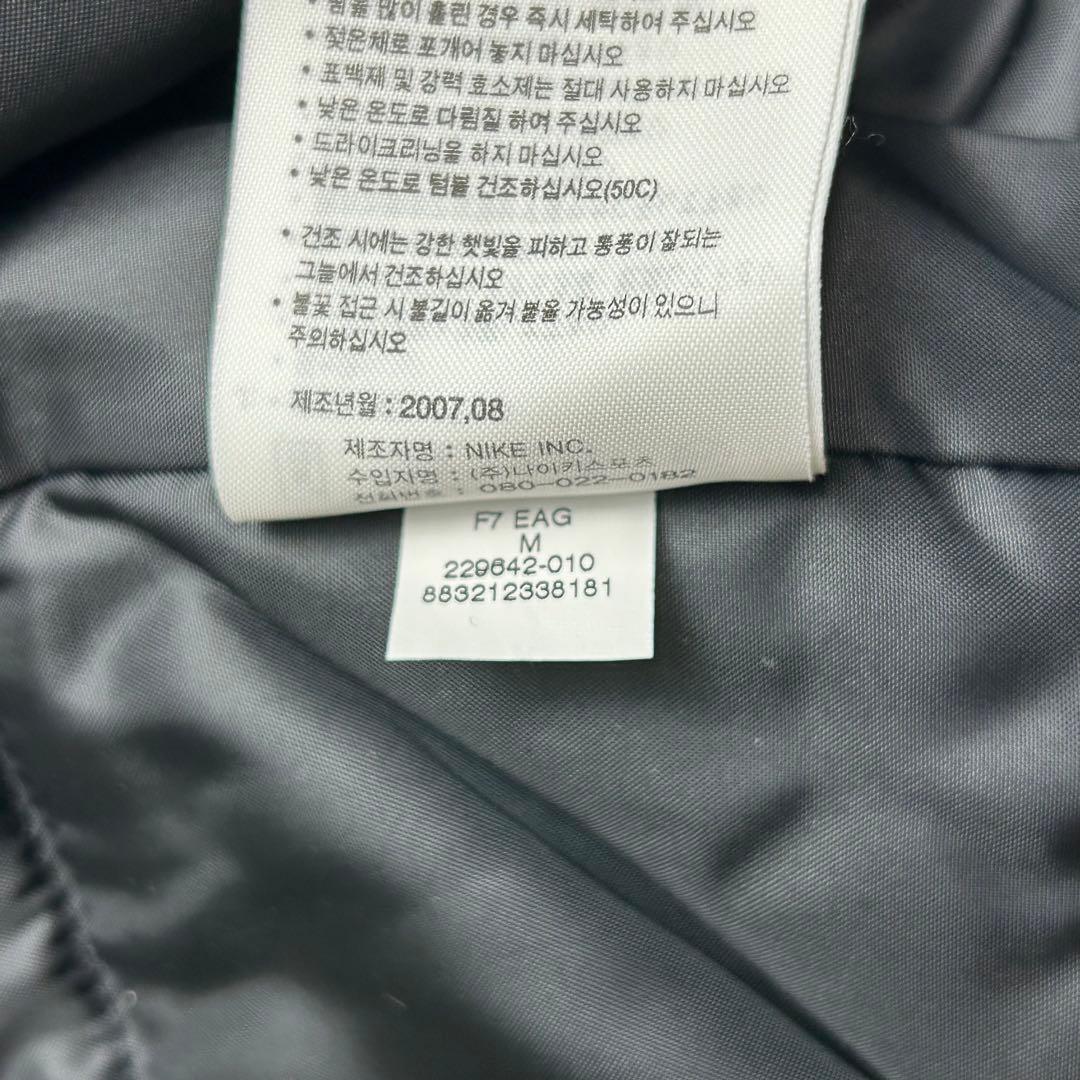 땀을 많이 흘린 경우 즉시 세탁하여 주십시오
• 젖은채로 포개어 놓지 마십시오
• 표백제 및 강력 효소제는 절대 사용하지 마십시오
• 낮은 온도로 다림질 하여 주십시오
• 드라이크리닝을 하지 마십시오
• 낮은 온도로 텀블 건조하십시오(50C)
• 건조 시에는 강한 햇빛을 피하고 통풍이 잘되는
그늘에서 건조하십시오
• 불꽃 접근 시 불길이 옮겨 붙을 가능성이 있으니
주의하십시오
제조년월 : 2007,08
제조자명 : NIKE INC.
수입자명 : (주)나이키스포츠
전화번호 : 080-022-0182
F7 EAG
M
229642-010
883212338181